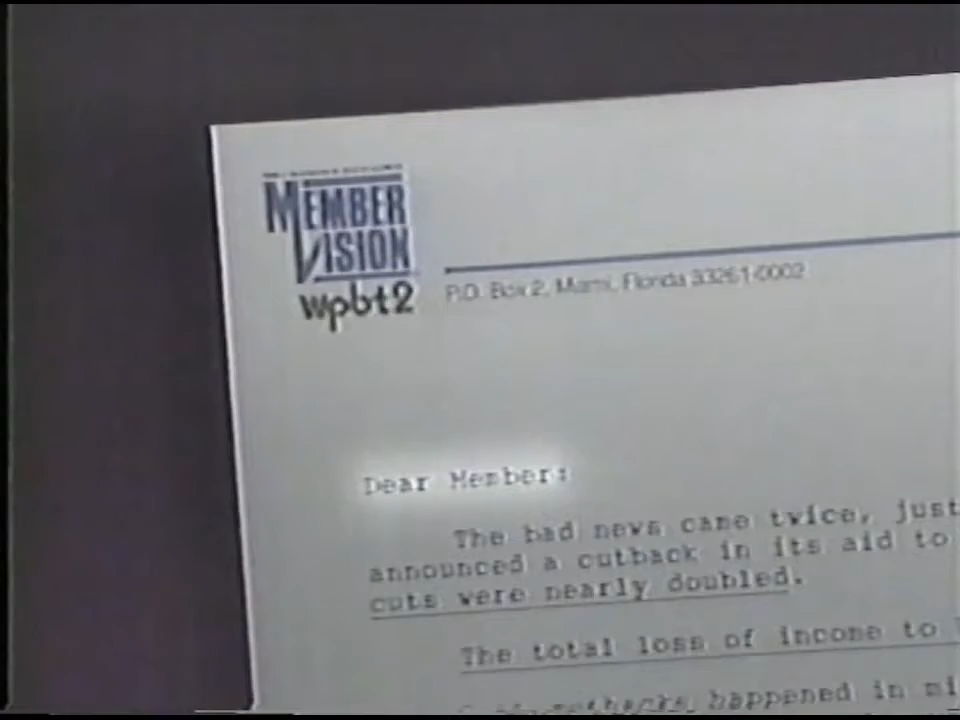 MEMBER
VISION
wpbt2
P.O. Box 2, Miami, Florida 33261-0002
Dear Member:
The bad news came twice, just
announced a cutback in its aid to
cuts were nearly doubled.
The total loss of income to
happened in mi